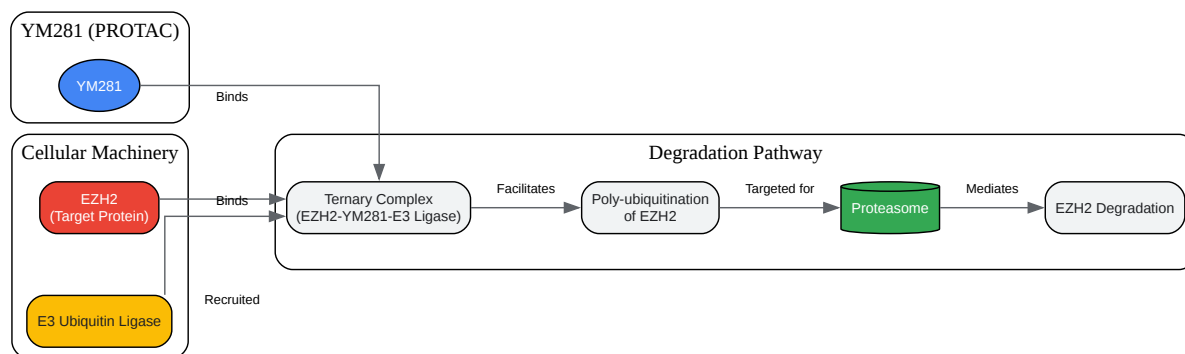 YM281 (PROTAC)
YM281
Binds
Cellular Machinery
EZH2
(Target Protein)
Binds
E3 Ubiquitin Ligase
Recruited
Degradation Pathway
Ternary Complex
(EZH2-YM281-E3 Ligase)
Facilitates
Poly-ubiquitination
of EZH2
Targeted for
Proteasome
Mediates
EZH2 Degradation